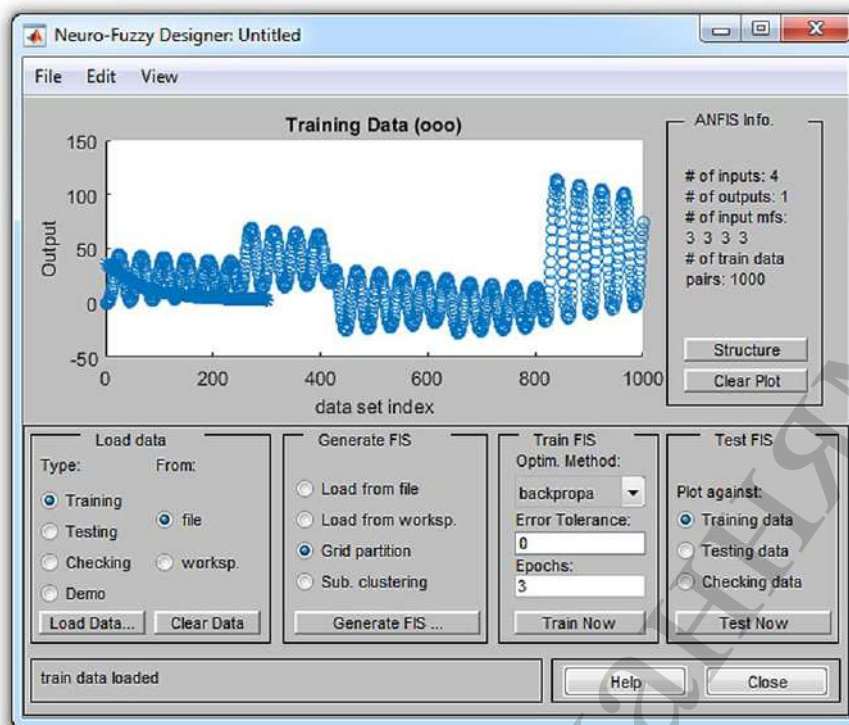 Neuro-Fuzzy Designer: Untitled
File Edit View
Training Data (ooo)
150
100
50
0
-50
Output
0 200 400 600 800 1000
data set index
ANFIS Info.
# of inputs: 4
# of outputs: 1
# of input mfs:
3 3 3 3
# of train data
pairs: 1000
Structure
Clear Plot
Load data
Type: From:
Training
Testing
Checking
Demo
file
worksp.
Load Data... Clear Data
Generate FIS
Load from file
Load from worksp.
Grid partition
Sub. clustering
Generate FIS ...
Train FIS
Optim. Method:
backpropa
Error Tolerance:
0
Epochs:
3
Train Now
Test FIS
Plot against:
Training data
Testing data
Checking data
Test Now
train data loaded
Help Close